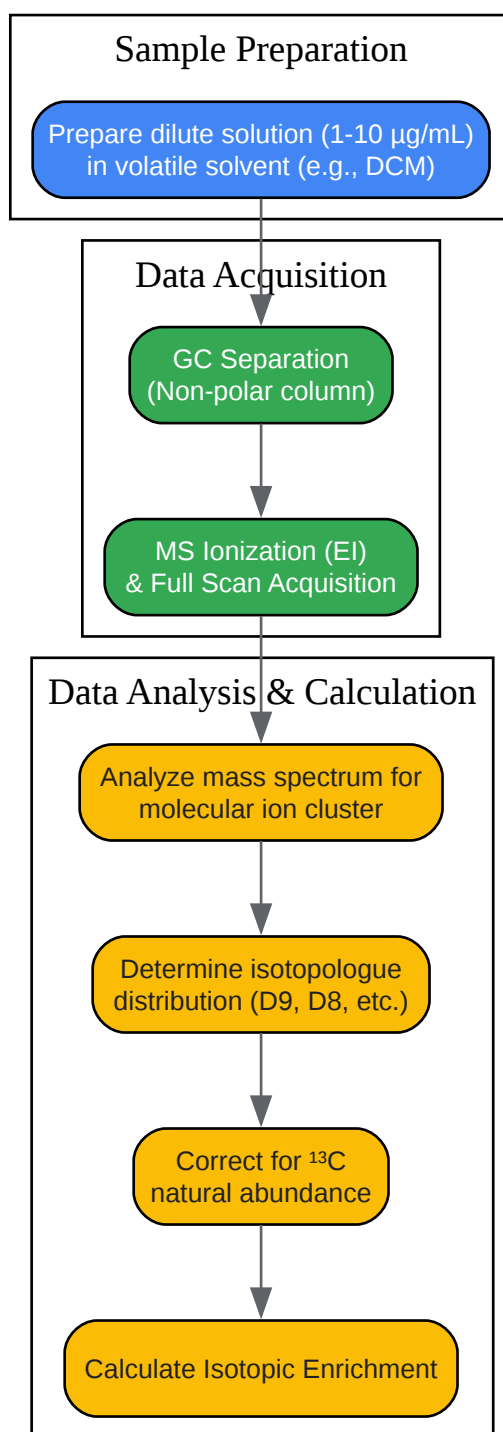 Sample Preparation
Prepare dilute solution (1-10 µg/mL)
in volatile solvent (e.g., DCM)
Data Acquisition
GC Separation
(Non-polar column)
MS Ionization (EI)
& Full Scan Acquisition
Data Analysis & Calculation
Analyze mass spectrum for
molecular ion cluster
Determine isotopologue
distribution (D9, D8, etc.)
Correct for ¹³C
natural abundance
Calculate Isotopic Enrichment